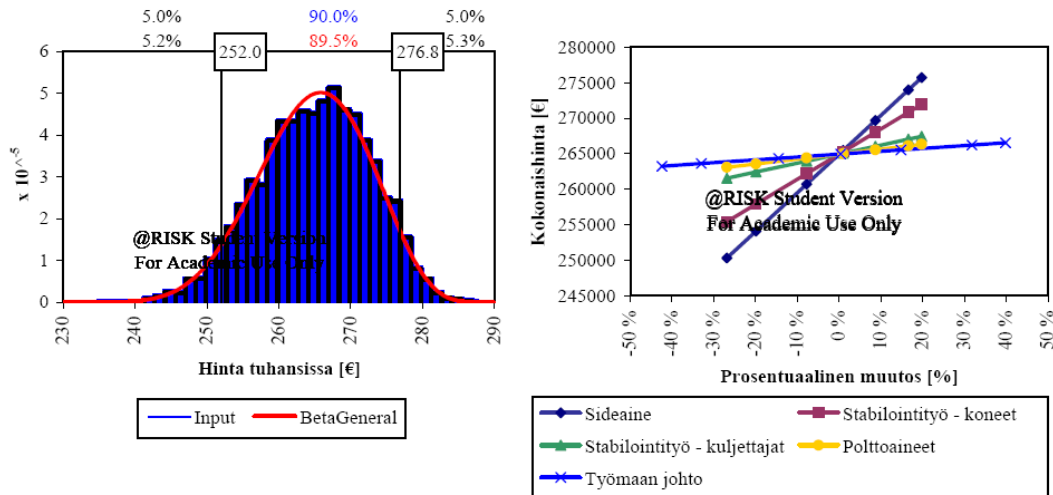 5.0% 90.0% 5.0%
5.2% 89.5% 5.3%
252.0 276.8
6
5
4
3
2
1
0
x 10^-5
@RISK Student Version
For Academic Use Only
230 240 250 260 270 280 290
Hinta tuhansissa [€]
Input BetaGeneral
280000
275000
270000
265000
260000
255000
250000
245000
Kokonaishinta [€]
@RISK Student Version
For Academic Use Only
-50 % -40 % -30 % -20 % -10 % 0 % 10 % 20 % 30 % 40 % 50 %
Prosentuaalinen muutos [%]
Sideaine Stabilointityö - koneet
Stabilointityö - kuljettajat Polttoaineet
Työmaan johto